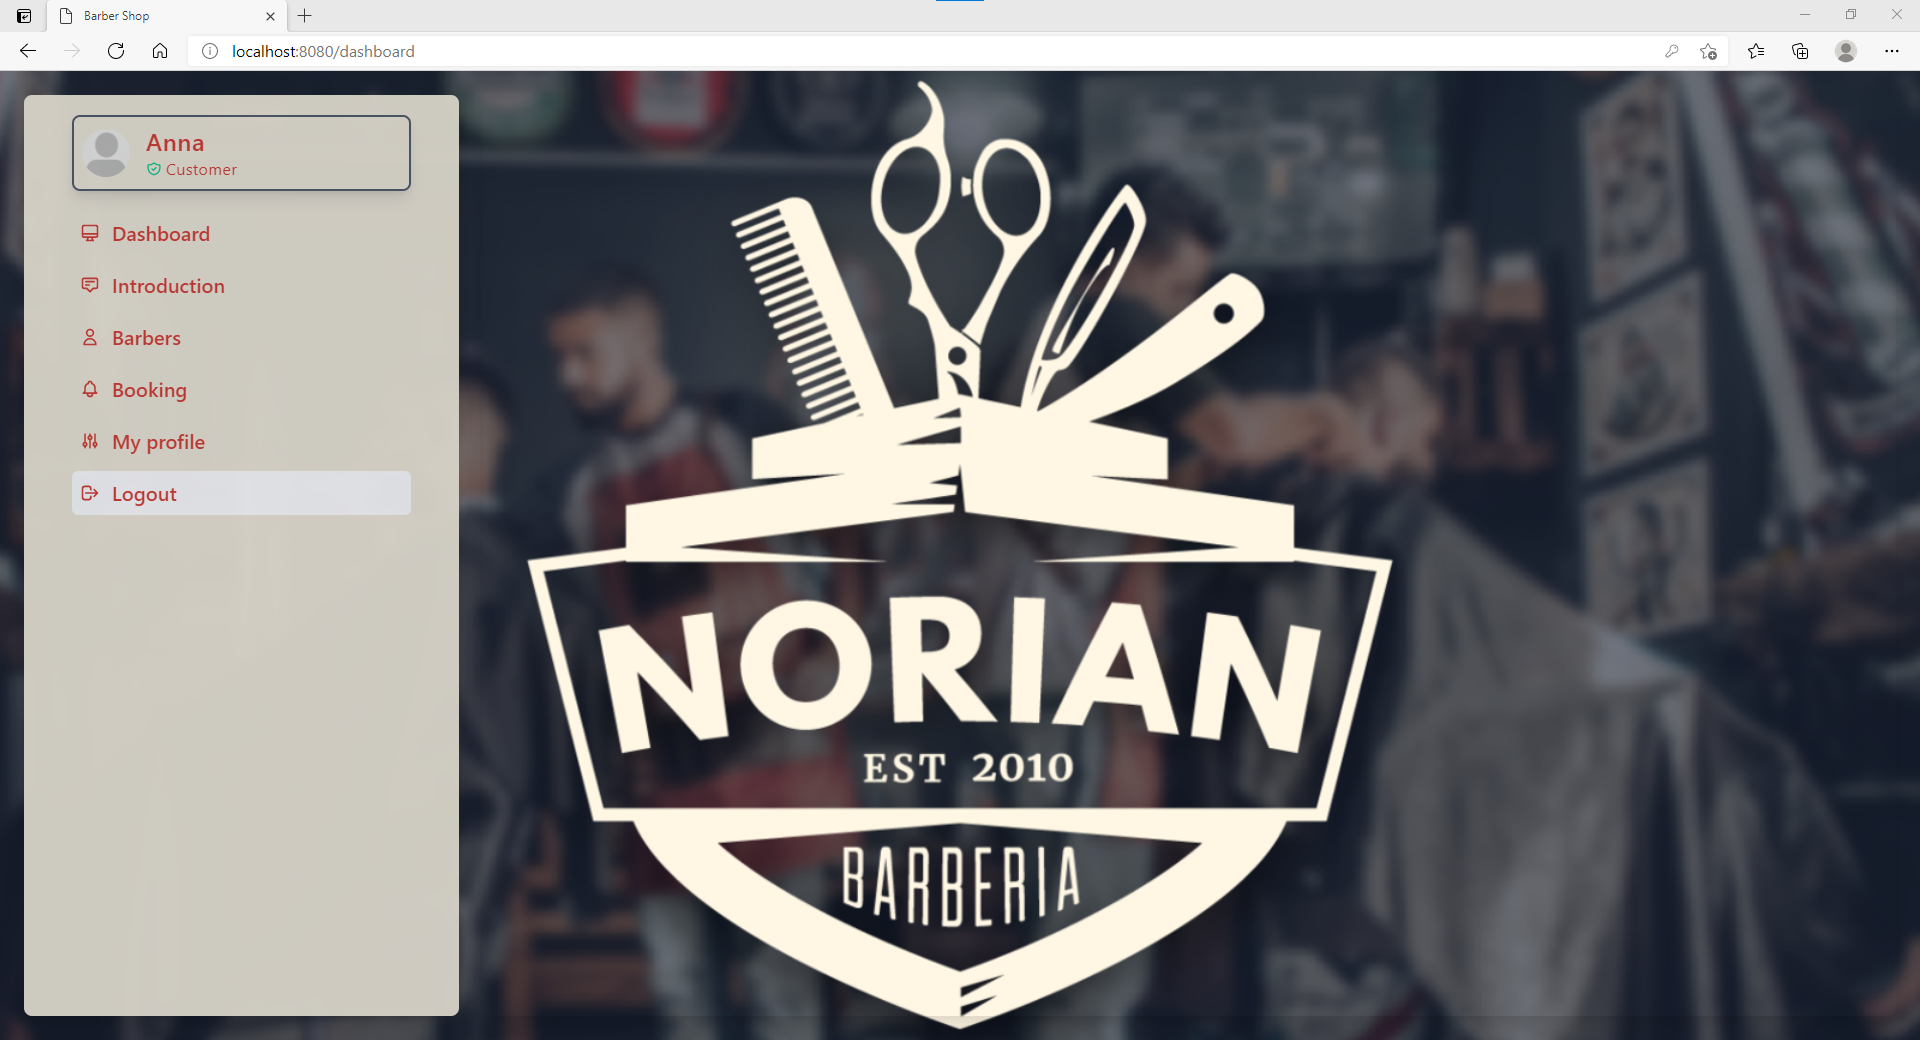 Barber Shop
localhost:8080/dashboard
Anna
Customer
Dashboard
Introduction
Barbers
Booking
My profile
Logout
NORIAN
EST 2010
BARBERIA